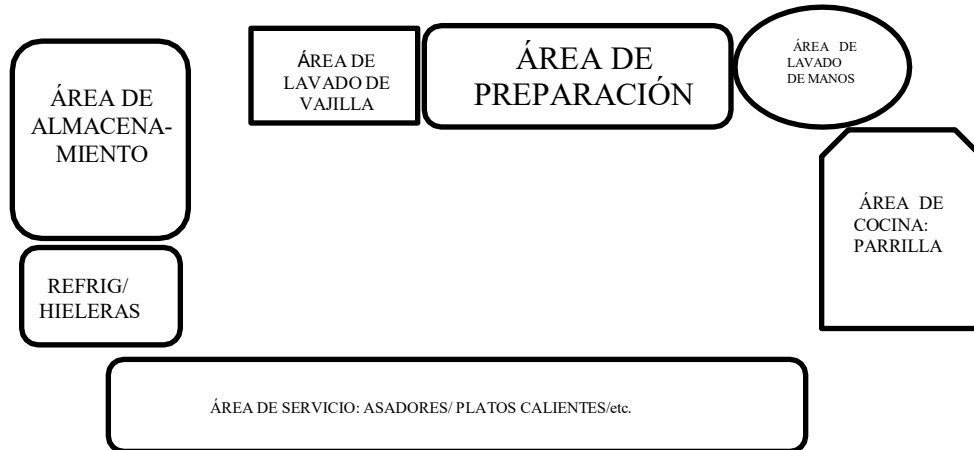 ÁREA DE
ALMACENA-
MIENTO
ÁREA DE
LAVADO DE
VAJILLA
ÁREA DE
PREPARACIÓN
ÁREA DE
LAVADO
DE MANOS
ÁREA DE
COCINA:
PARRILLA
REFRIG/
HIELERAS
ÁREA DE SERVICIO: ASADORES/ PLATOS CALIENTES/etc.